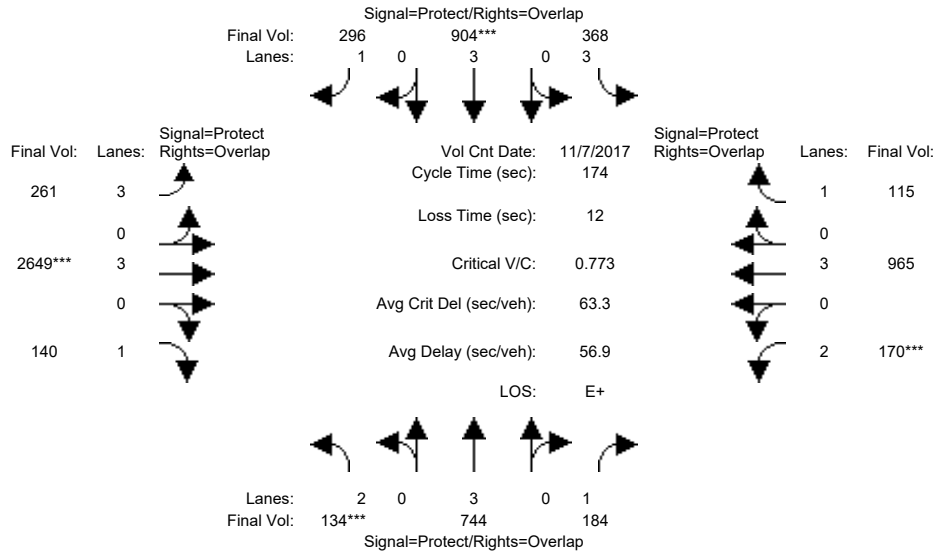 Signal=Protect/Rights=Overlap
Final Vol: 296 904*** 368
Lanes: 1 0 3 0 3
Signal=Protect Signal=Protect
Final Vol: Lanes: Rights=Overlap Vol Cnt Date: 11/7/2017 Rights=Overlap Lanes: Final Vol:
Cycle Time (sec): 174
261 3 1 115
Loss Time (sec): 12
0 0
2649*** 3 Critical V/C: 0.773 3 965
0 Avg Crit Del (sec/veh): 63.3 0
140 1 Avg Delay (sec/veh): 56.9 2 170***
LOS: E+
Lanes: 2 0 3 0 1
Final Vol: 134*** 744 184
Signal=Protect/Rights=Overlap